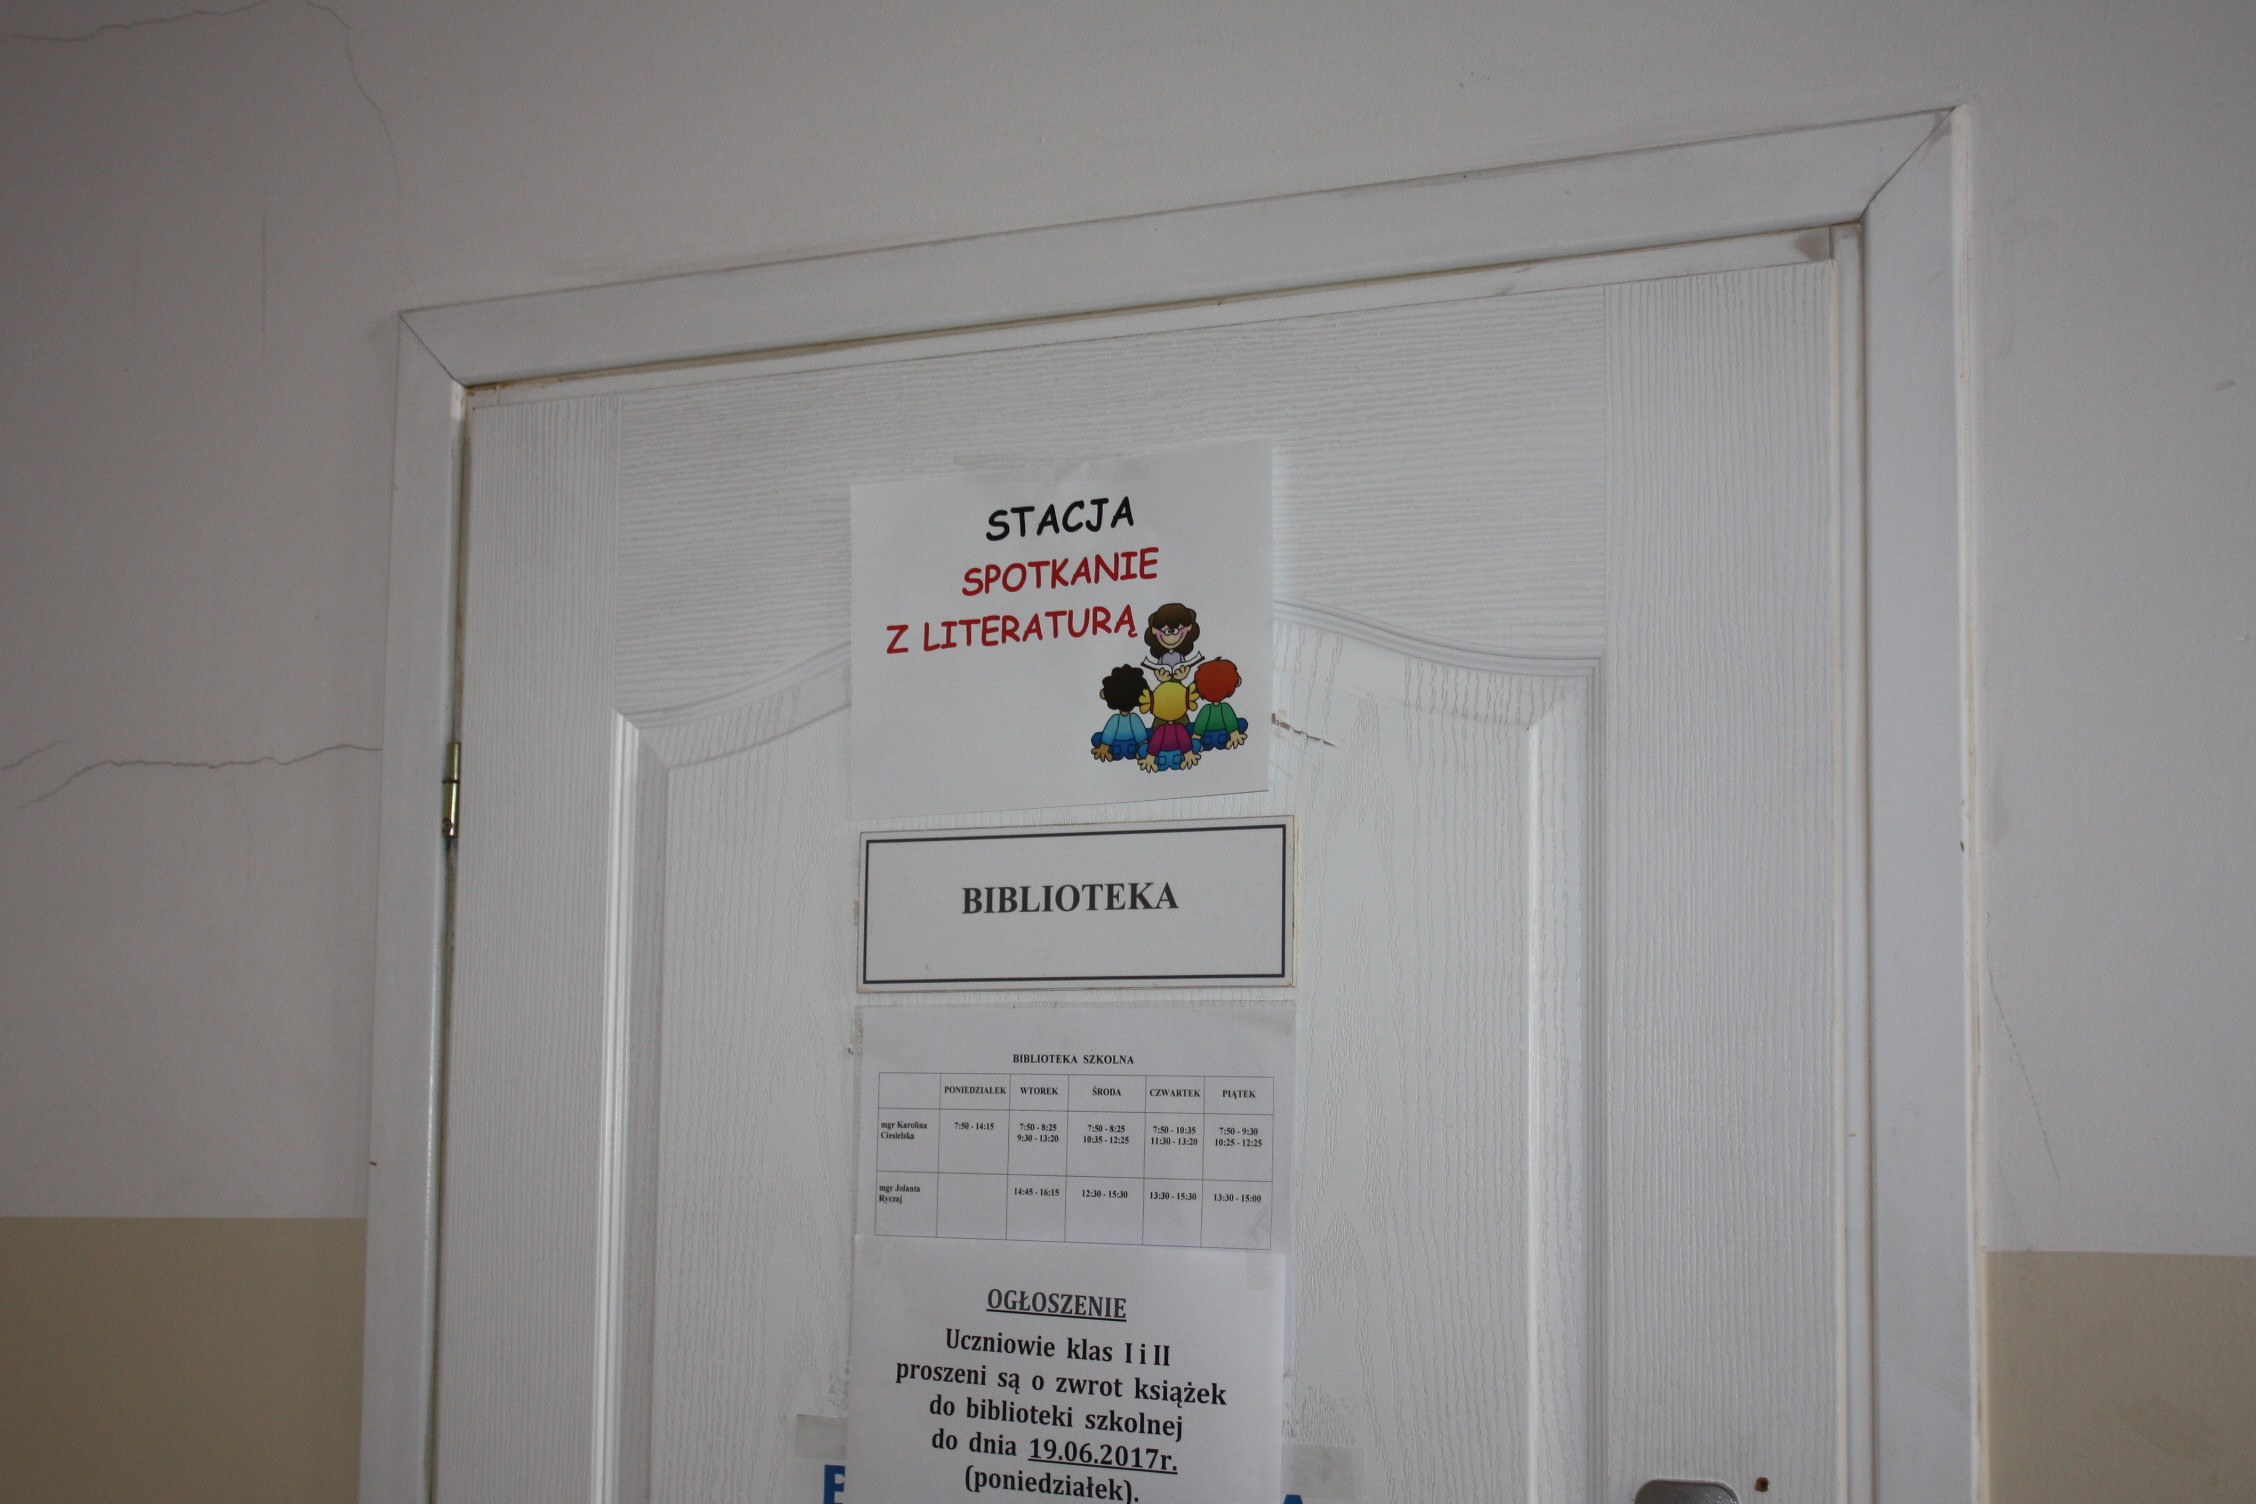 STACJA
SPOTKANIE
Z LITERATURĄ
BIBLIOTEKA
BIBLIOTEKA SZKOLNA
PONIEDZIAŁEK WTOREK ŚRODA CZWARTEK PIĄTEK
mgr Karolina 7:50 - 14:15 7:50 - 8:25 7:50 - 8:25 7:50 - 10:35 7:50 - 9:30
Ciesielska 9:30 - 13:20 10:35 - 12:25 11:30 - 13:20 10:25 - 12:25
mgr Jolanta 14:45 - 16:15 12:30 - 15:30 13:30 - 15:30 13:30 - 15:00
Ryczaj
OGŁOSZENIE
Uczniowie klas I i II
proszeni są o zwrot książek
do biblioteki szkolnej
do dnia 19.06.2017r.
(poniedziałek).